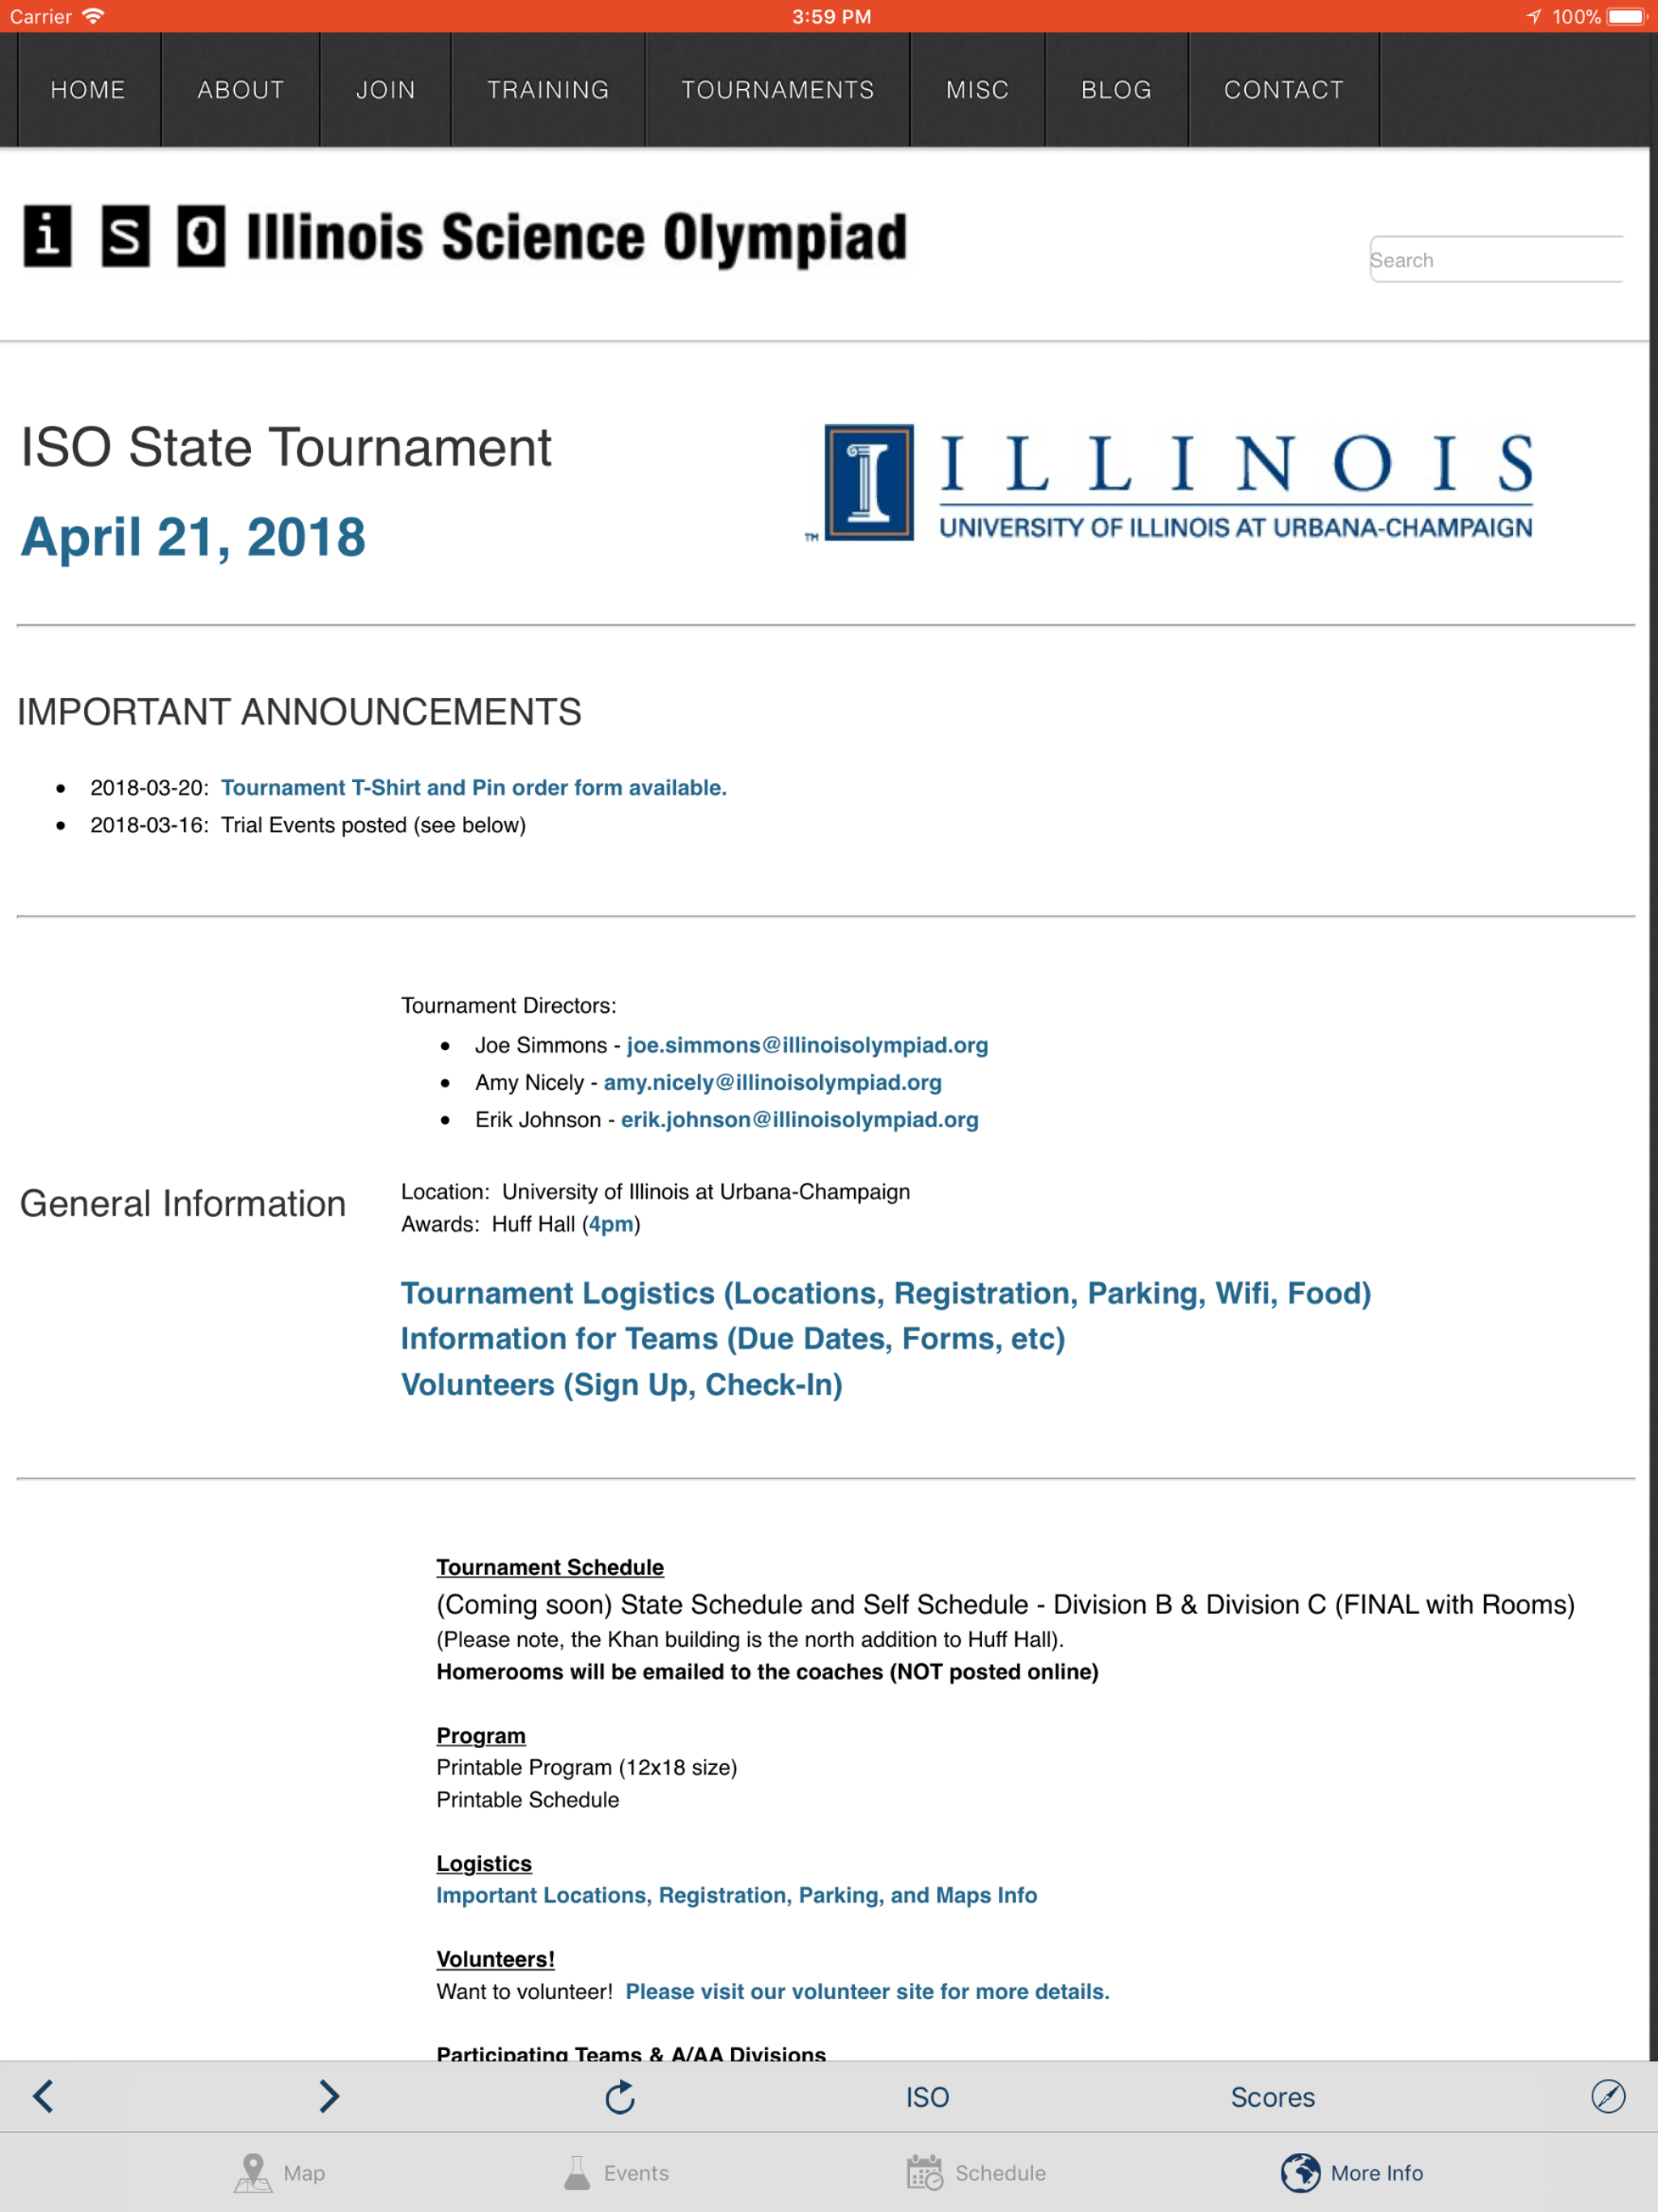 Carrier 3:59 PM 100%
HOME ABOUT JOIN TRAINING TOURNAMENTS MISC BLOG CONTACT
i s O Illinois Science Olympiad
Search
ISO State Tournament
April 21, 2018
I L L I N O I S
UNIVERSITY OF ILLINOIS AT URBANA-CHAMPAIGN
TM
IMPORTANT ANNOUNCEMENTS
• 2018-03-20: Tournament T-Shirt and Pin order form available.
• 2018-03-16: Trial Events posted (see below)
Tournament Directors:
• Joe Simmons - joe.simmons@illinoisolympiad.org
• Amy Nicely - amy.nicely@illinoisolympiad.org
• Erik Johnson - erik.johnson@illinoisolympiad.org
General Information
Location: University of Illinois at Urbana-Champaign
Awards: Huff Hall (4pm)
Tournament Logistics (Locations, Registration, Parking, Wifi, Food)
Information for Teams (Due Dates, Forms, etc)
Volunteers (Sign Up, Check-In)
Tournament Schedule
(Coming soon) State Schedule and Self Schedule - Division B & Division C (FINAL with Rooms)
(Please note, the Khan building is the north addition to Huff Hall).
Homerooms will be emailed to the coaches (NOT posted online)
Program
Printable Program (12x18 size)
Printable Schedule
Logistics
Important Locations, Registration, Parking, and Maps Info
Volunteers!
Want to volunteer! Please visit our volunteer site for more details.
Participating Teams & A/AA Divisions
ISO Scores
Map Events Schedule More Info